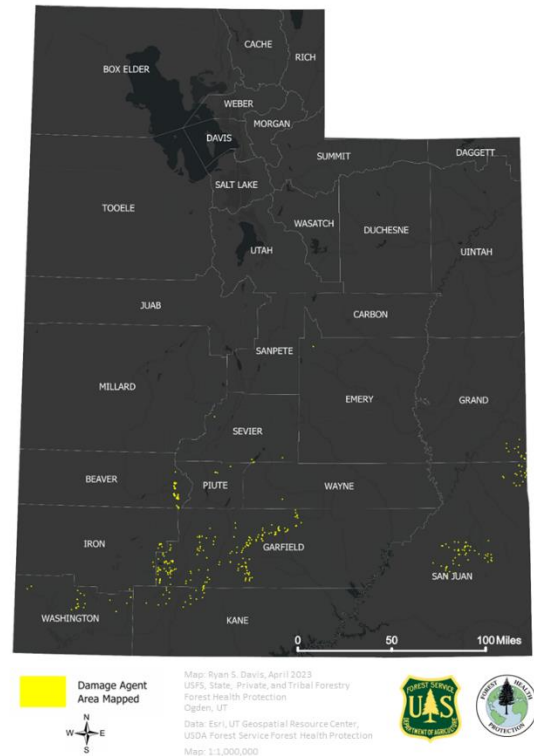 CACHE
RICH
BOX ELDER
WEBER
MORGAN
DAVIS
SUMMIT
DAGGETT
SALT LAKE
TOOELE
WASATCH
DUCHESNE
UTAH
UINTAH
JUAB
CARBON
SANPETE
MILLARD
EMERY
GRAND
SEVIER
BEAVER
PIUTE
WAYNE
IRON
GARFIELD
SAN JUAN
WASHINGTON
KANE
0 50 100 Miles
Damage Agent
Area Mapped
N
W E
S
Map: Ryan S. Davis, April 2023
USFS, State, Private, and Tribal Forestry
Forest Health Protection
Ogden, UT
Data: Esri, UT Geospatial Resource Center,
USDA Forest Service Forest Health Protection
Map: 1:1,000,000
FOREST SERVICE
U S
DEPARTMENT OF AGRICULTURE
FOREST HEALTH
PROTECTION